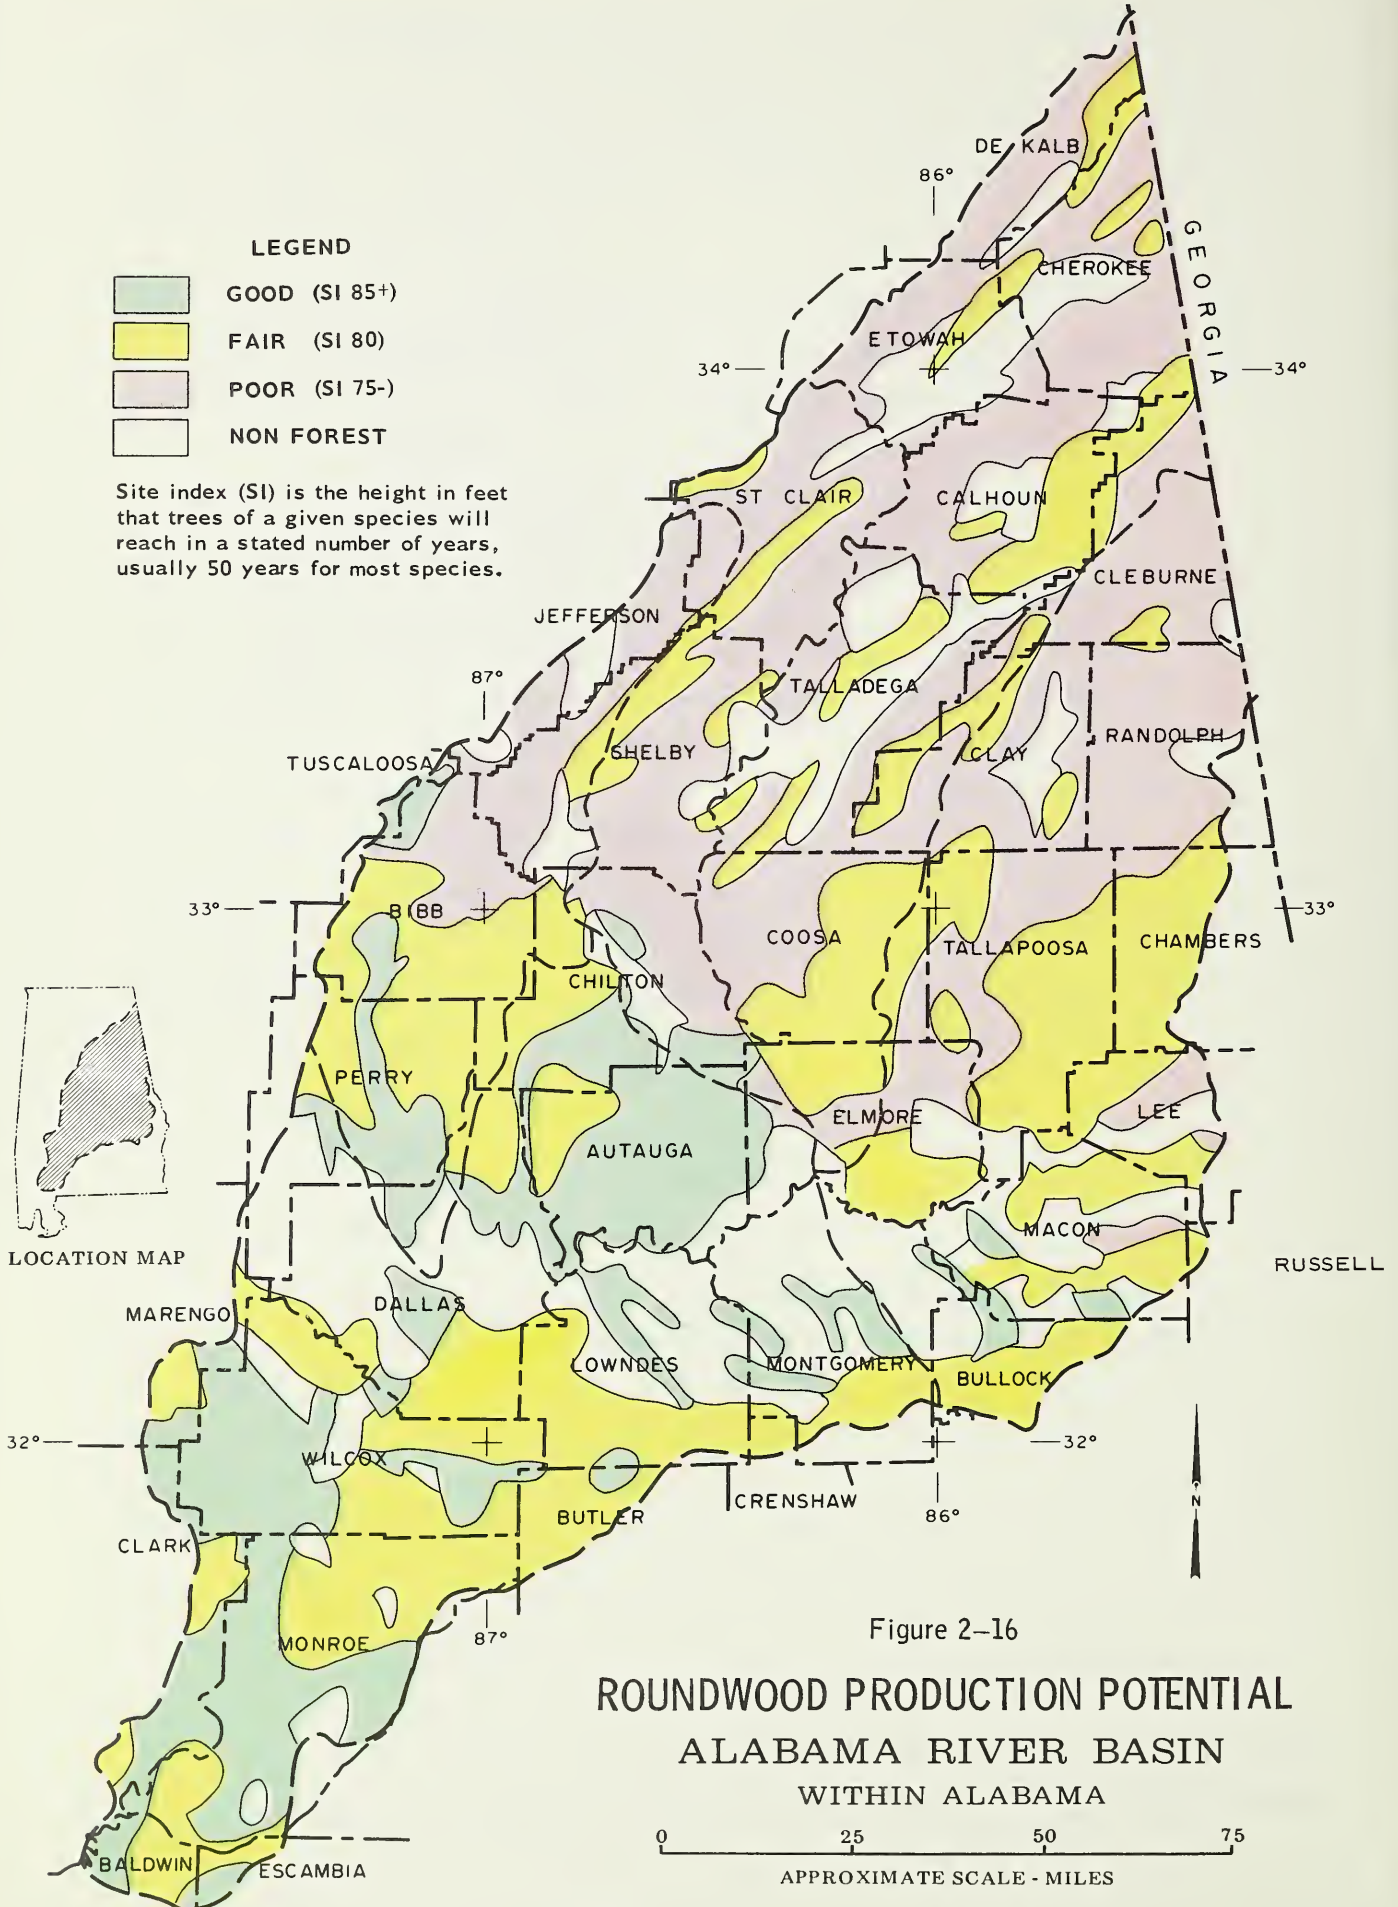 DE KALB
86°
GEORGIA
LEGEND
GOOD (SI 85+)
FAIR (SI 80)
POOR (SI 75-)
NON FOREST
Site index (SI) is the height in feet
that trees of a given species will
reach in a stated number of years,
usually 50 years for most species.
CHEROKEE
ETOWAH
34°
34°
ST CLAIR
CALHOUN
CLEBURNE
JEFFERSON
87°
TALLADEGA
TUSCALOOSA
SHELBY
CLAY
RANDOLPH
33°
BIBB
COOSA
TALLAPOOSA
CHAMBERS
33°
CHILTON
PERRY
ELMORE
LEE
AUTAUGA
MACON
LOCATION MAP
RUSSELL
MARENGO
DALLAS
LOWNDES
MONTGOMERY
BULLOCK
32°
32°
WILCOX
CRENSHAW
86°
N
BUTLER
CLARK
MONROE
87°
BALDWIN
ESCAMBIA
Figure 2-16
ROUNDWOOD PRODUCTION POTENTIAL
ALABAMA RIVER BASIN
WITHIN ALABAMA
0 25 50 75
APPROXIMATE SCALE - MILES